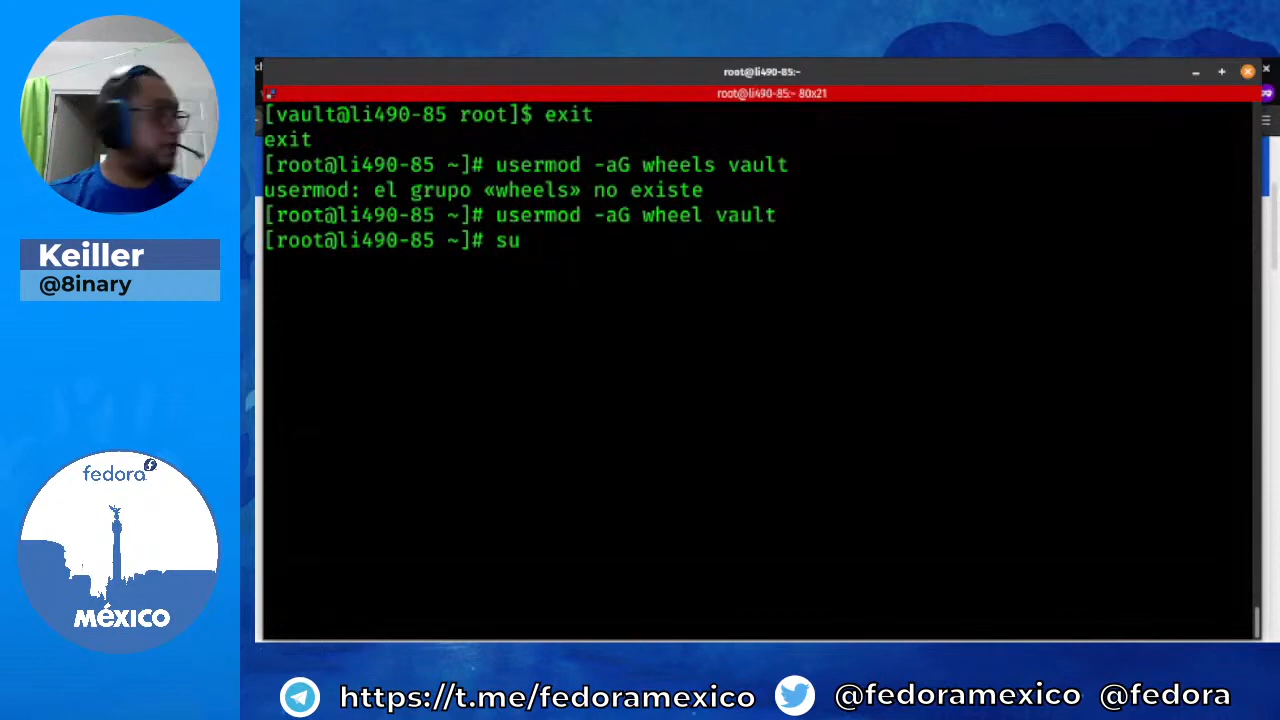 root@li490-85:~
root@li490-85:~ 80x21
[vault@li490-85 root]$ exit
exit
[root@li490-85 ~]# usermod -aG wheels vault
usermod: el grupo «wheels» no existe
[root@li490-85 ~]# usermod -aG wheel vault
[root@li490-85 ~]# su
Keiller
@8inary
fedora
MÉXICO
https://t.me/fedoramexico
@fedoramexico @fedora